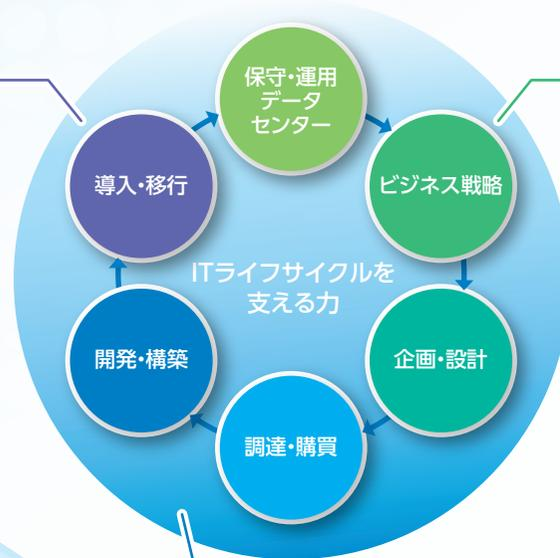 保守・運用
データ
センター
ビジネス戦略
企画・設計
調達・購買
開発・構築
導入・移行
ITライフサイクルを
支える力